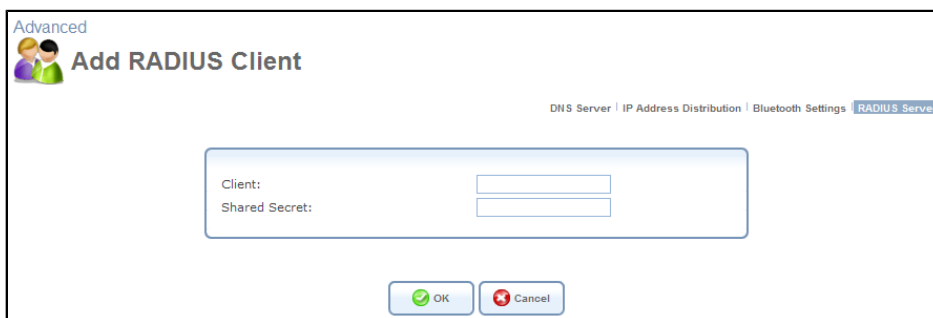 Advanced
Add RADIUS Client
DNS Server | IP Address Distribution | Bluetooth Settings | RADIUS Serve
Client:
Shared Secret:
OK Cancel